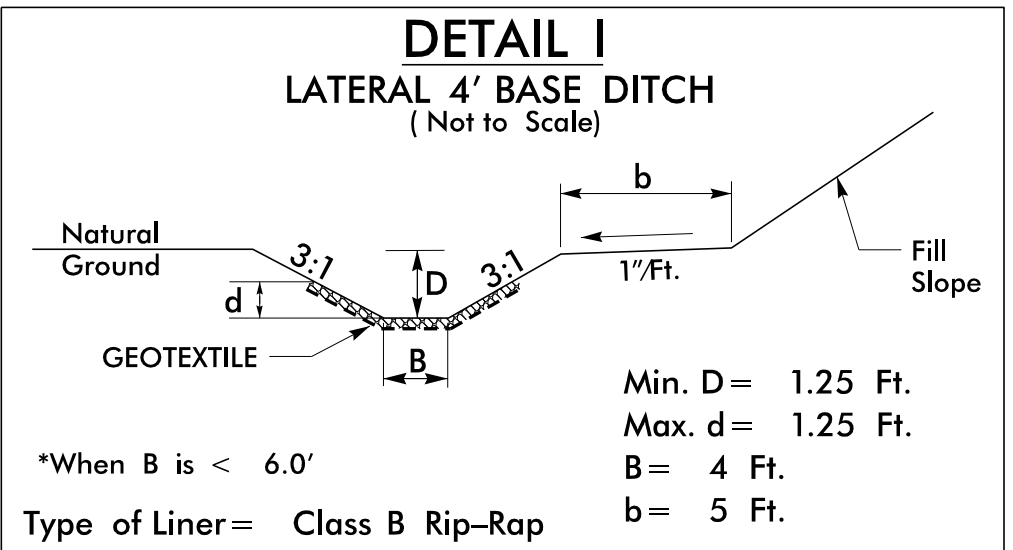 DETAIL I
LATERAL 4' BASE DITCH
( Not to Scale)
b
Natural
Ground
3:1
D
3:1
1"/Ft.
Fill
Slope
d
GEOTEXTILE
B
Min. D= 1.25 Ft.
Max. d= 1.25 Ft.
*When B is < 6.0'
B= 4 Ft.
b= 5 Ft.
Type of Liner= Class B Rip–Rap